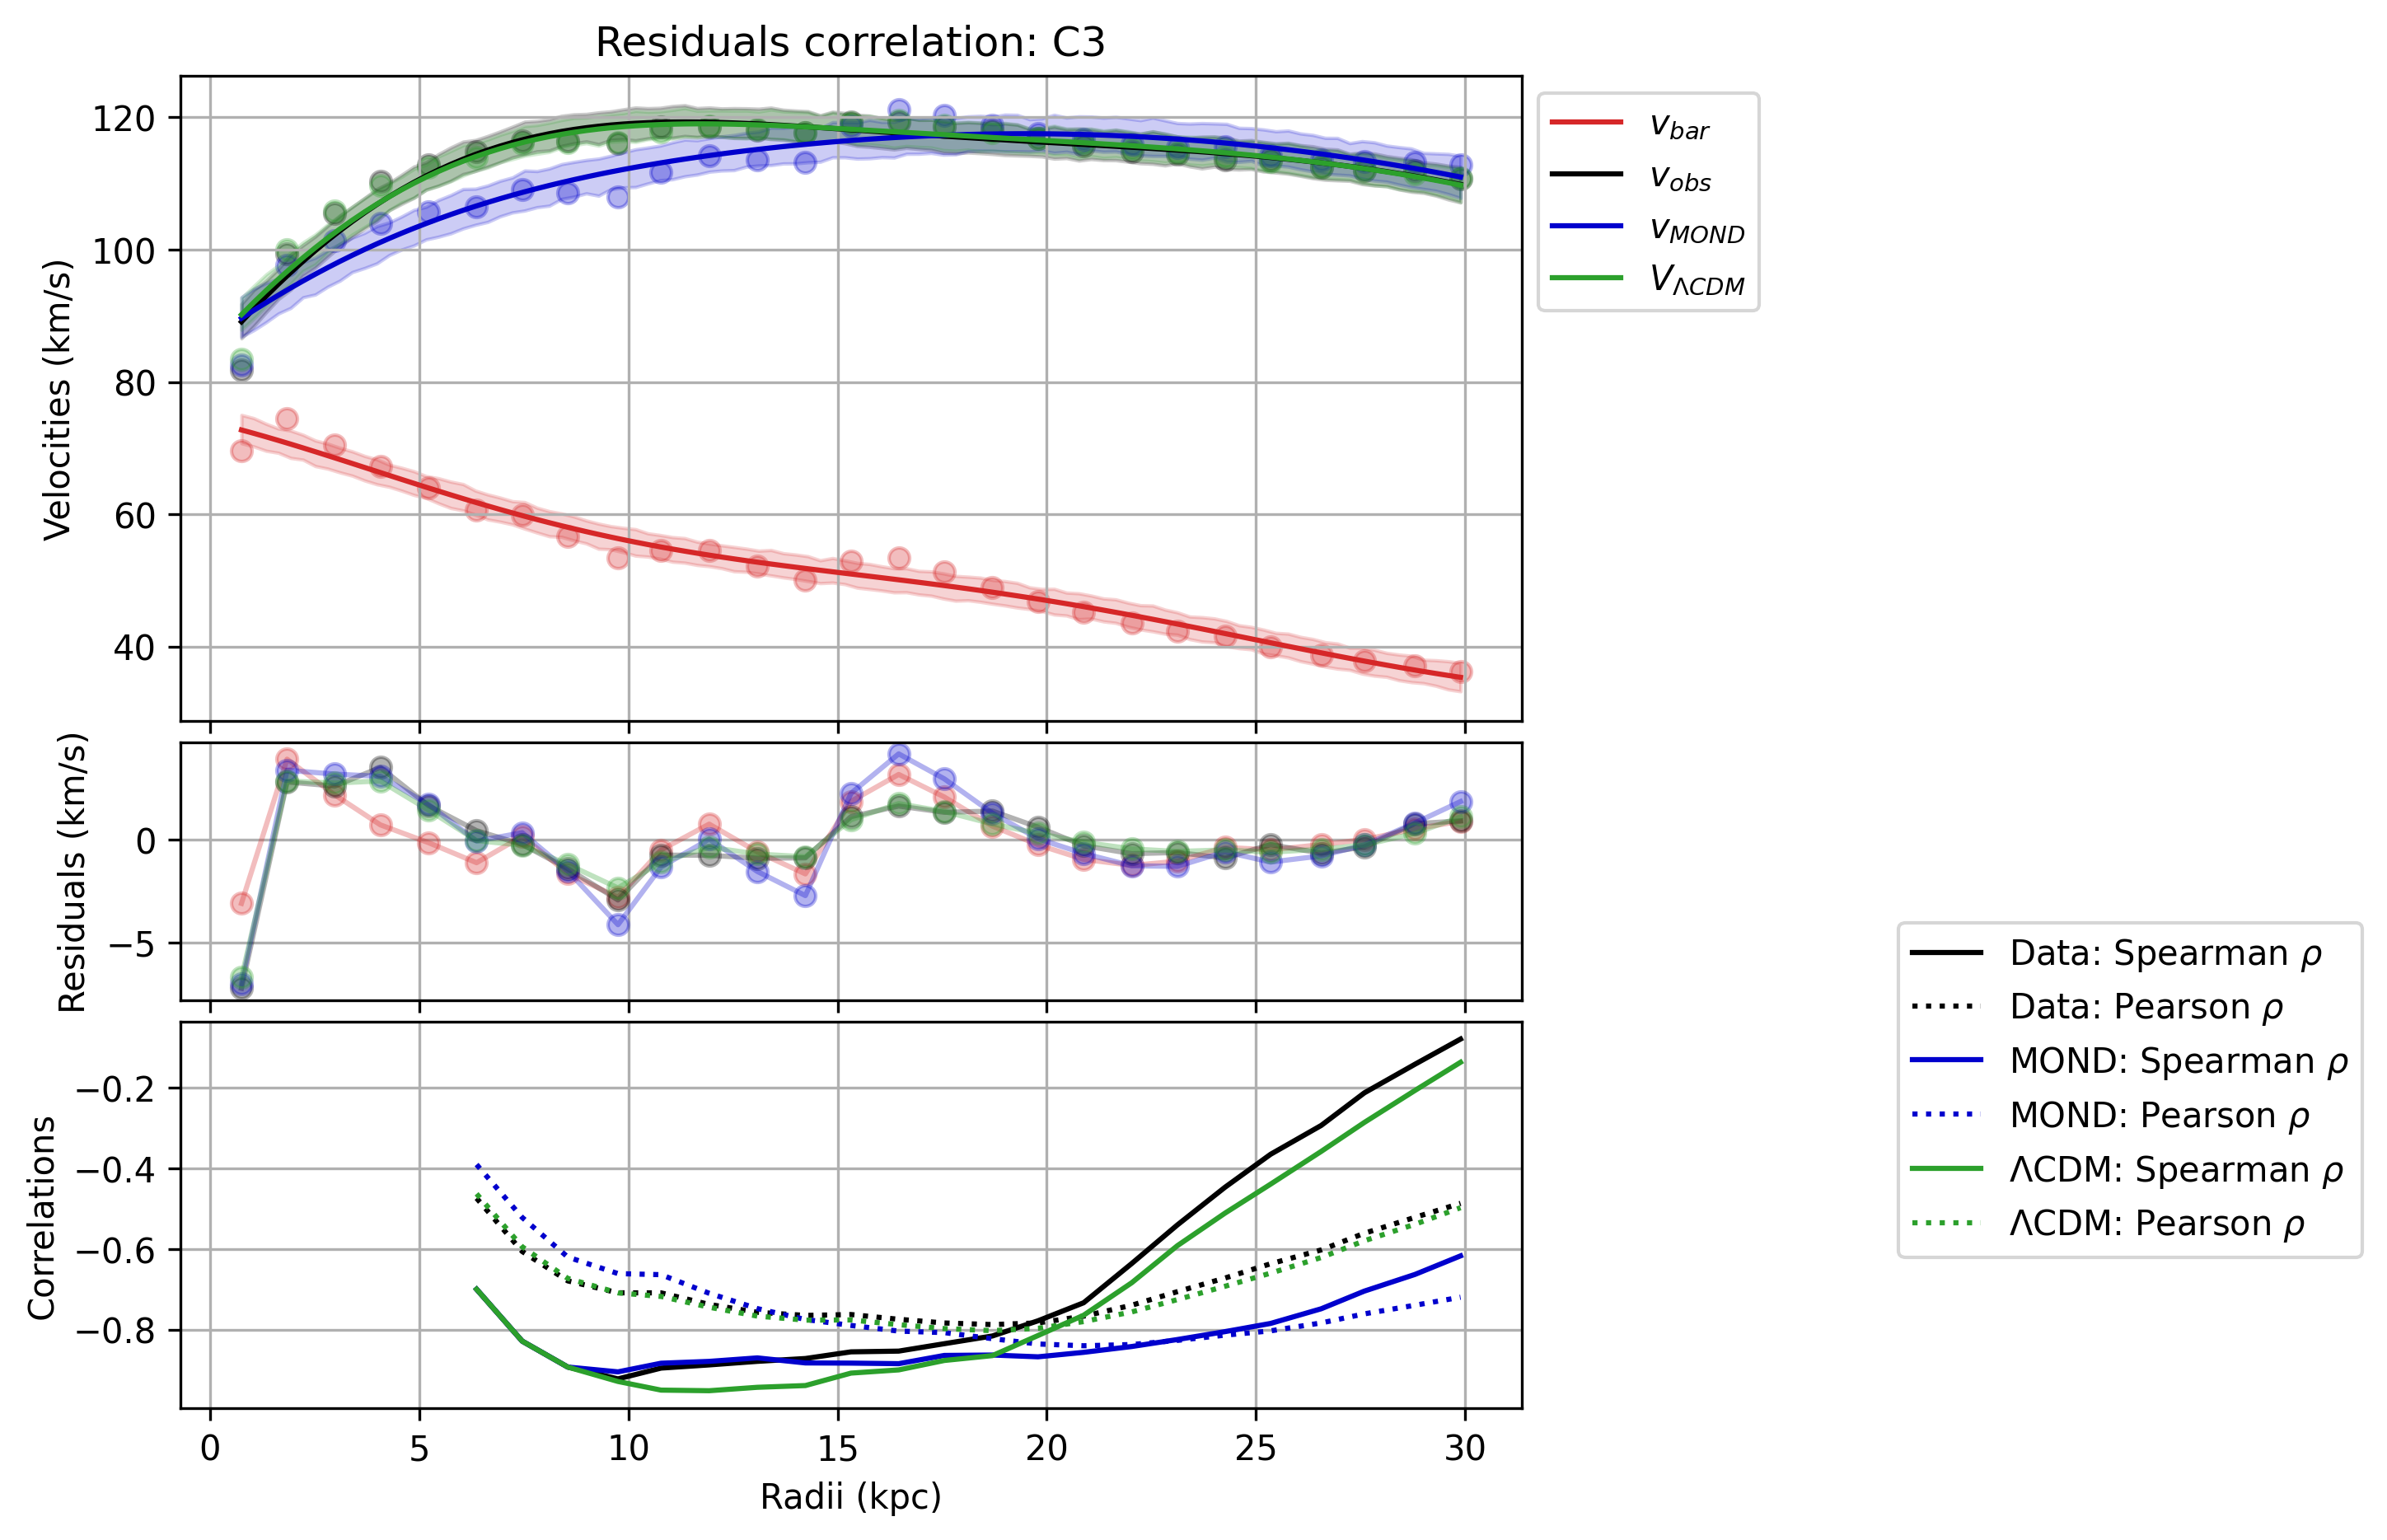 Residuals correlation: C3
120
100
80
60
40
Velocities (km/s)
v_bar
v_obs
v_MOND
V_ΛCDM
0
−5
Residuals (km/s)
−0.2
−0.4
−0.6
−0.8
Correlations
0 5 10 15 20 25 30
Radii (kpc)
Data: Spearman ρ
Data: Pearson ρ
MOND: Spearman ρ
MOND: Pearson ρ
ΛCDM: Spearman ρ
ΛCDM: Pearson ρ